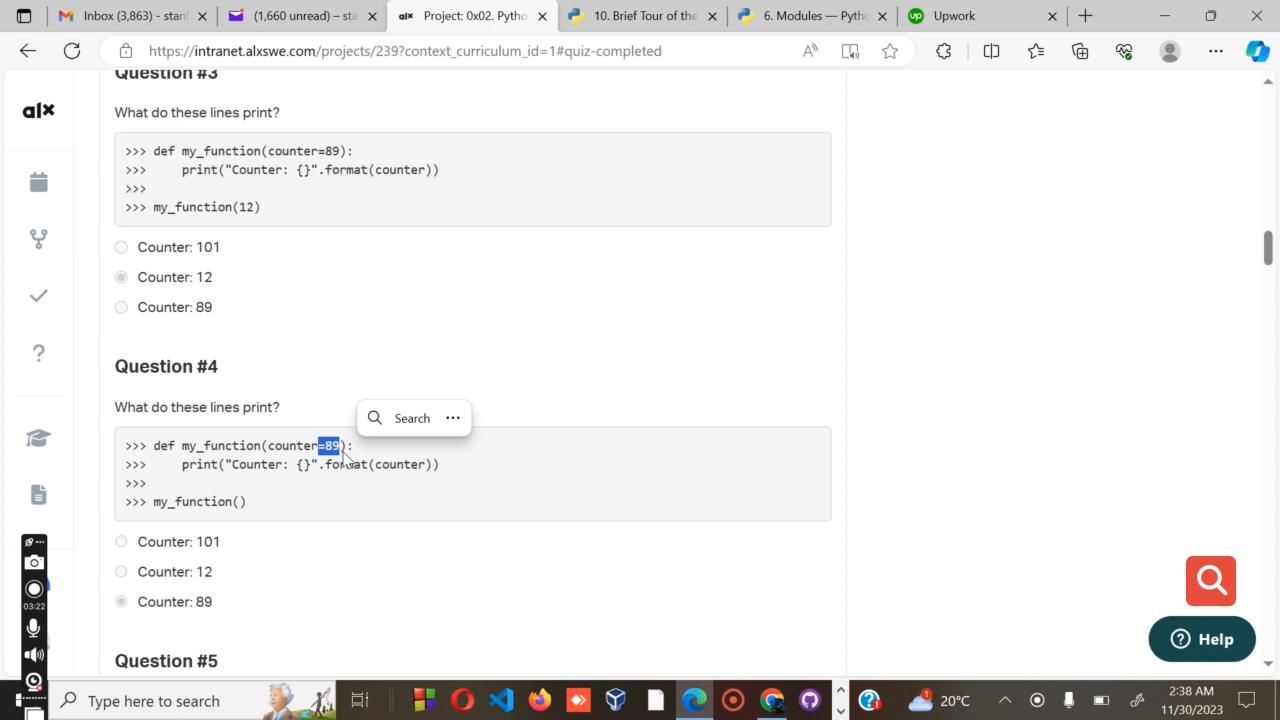 Inbox (3,863) - stanl
(1,660 unread) – sta
Project: 0x02. Pytho
10. Brief Tour of the
6. Modules — Pytho
Upwork
https://intranet.alxswe.com/projects/239?context_curriculum_id=1#quiz-completed
alx
Question #3
What do these lines print?
>>> def my_function(counter=89):
>>>     print("Counter: {}".format(counter))
>>>
>>> my_function(12)
Counter: 101
Counter: 12
Counter: 89
Question #4
What do these lines print?
Search
>>> def my_function(counter=89):
>>>     print("Counter: {}".format(counter))
>>>
>>> my_function()
Counter: 101
Counter: 12
Counter: 89
03:22
Help
Question #5
Type here to search
1
20°C
2:38 AM
11/30/2023